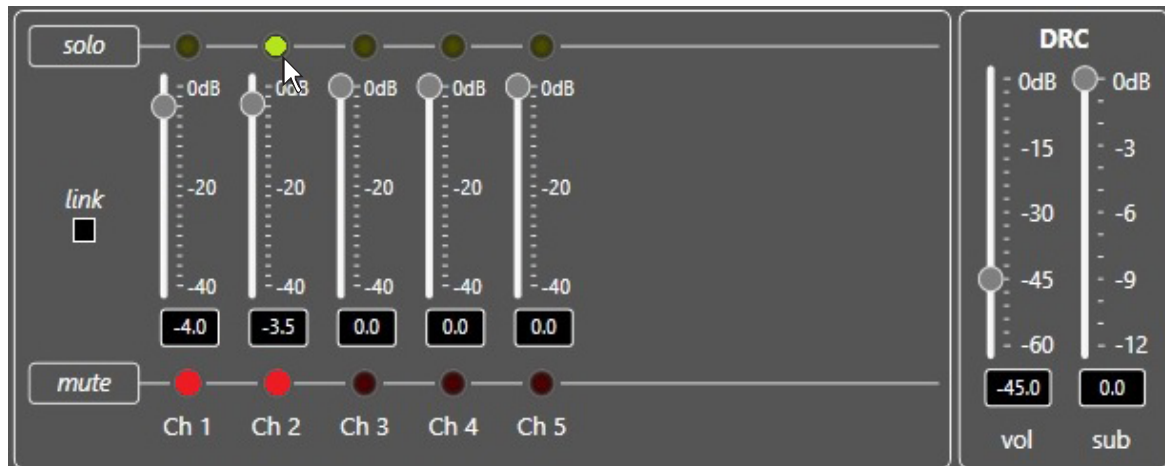 solo
DRC
0dB 0dB 0dB 0dB 0dB
-20 -20 -20 -20 -20
-40 -40 -40 -40 -40
link
-4.0 -3.5 0.0 0.0 0.0
mute
Ch 1 Ch 2 Ch 3 Ch 4 Ch 5
0dB 0dB
-15 -3
-30 -6
-45 -9
-60 -12
-45.0 0.0
vol sub